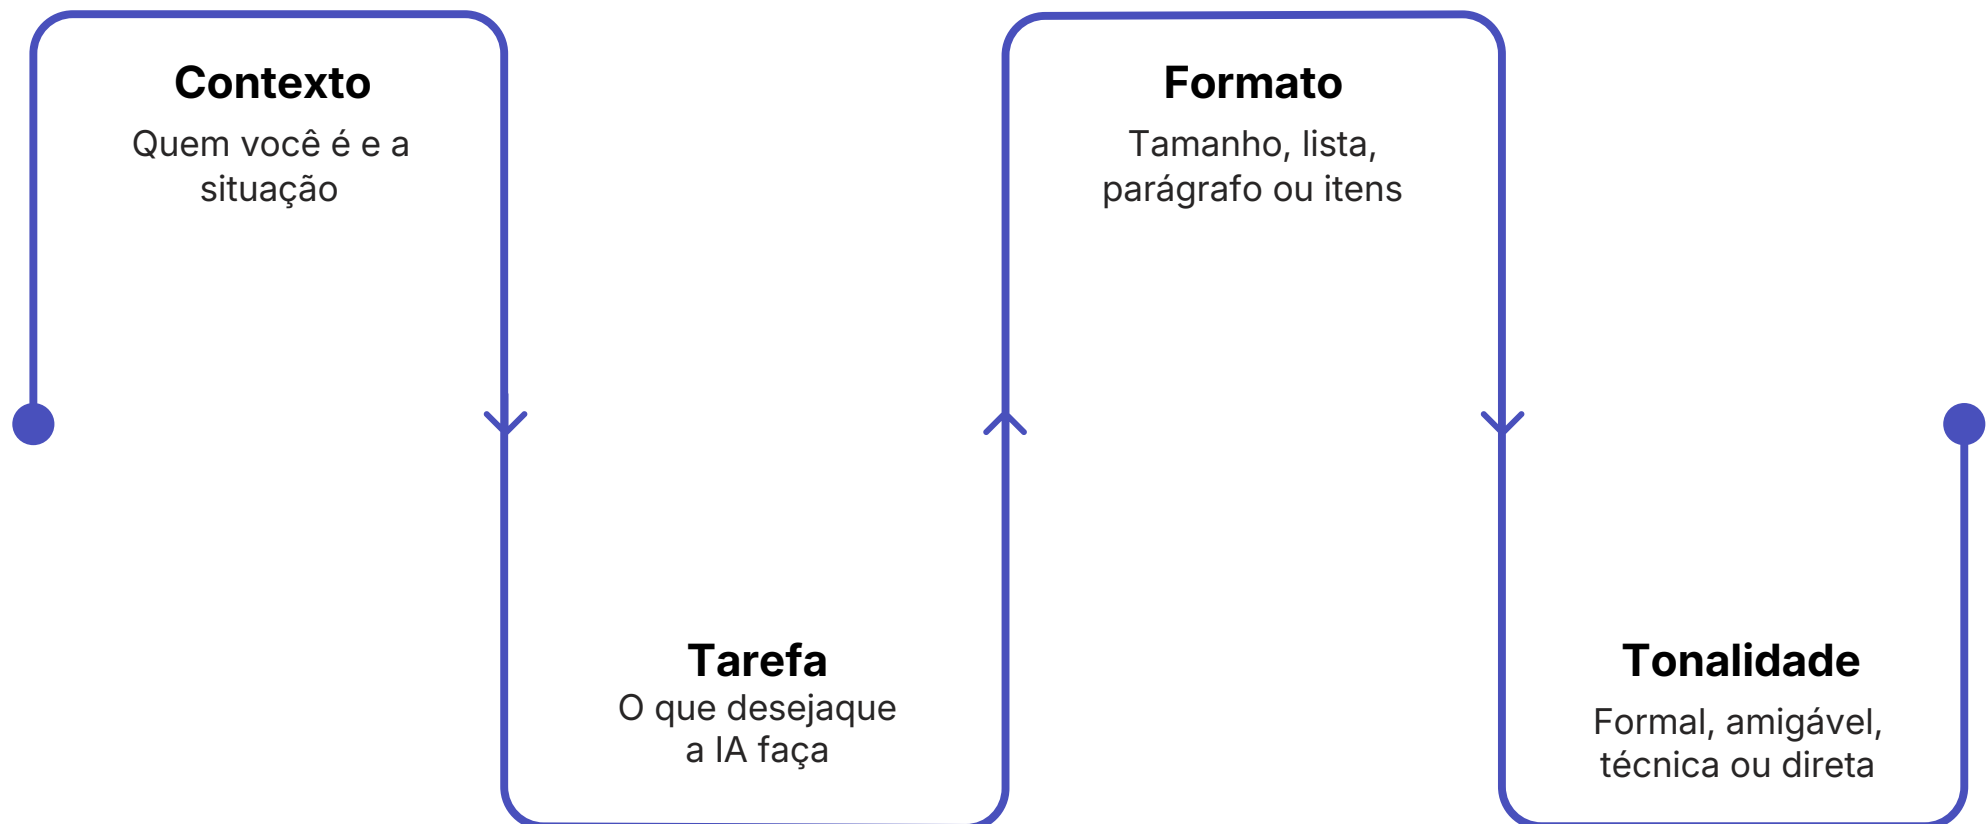 Contexto
Quem você é e a
situação
Tarefa
O que desejaque
a IA faça
Formato
Tamanho, lista,
parágrafo ou itens
Tonalidade
Formal, amigável,
técnica ou direta